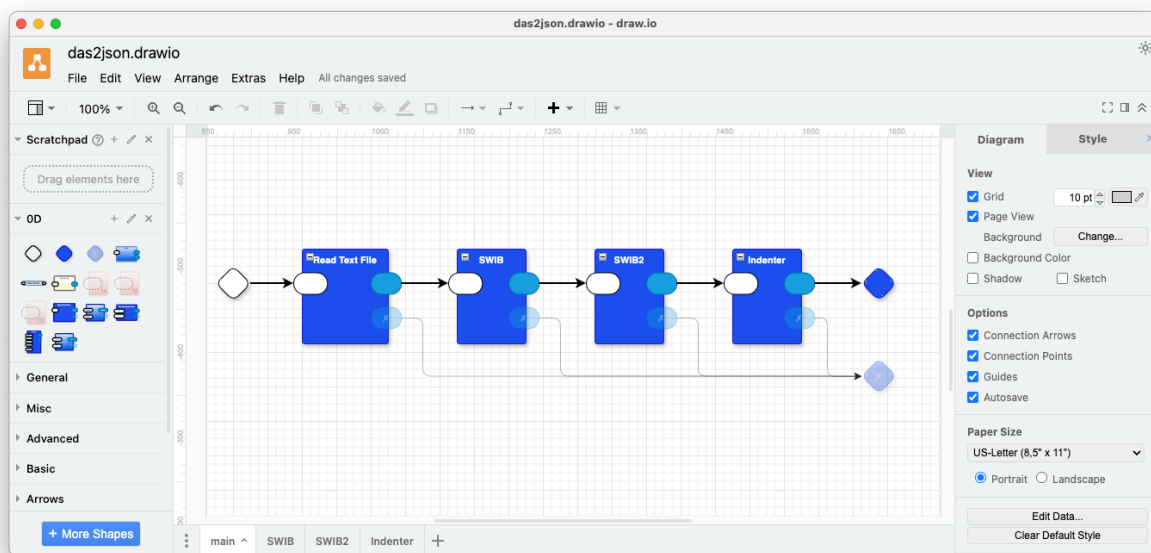 das2json.drawio - draw.io
das2json.drawio
File Edit View Arrange Extras Help All changes saved
100%
Scratchpad
Drag elements here
0D
General
Misc
Advanced
Basic
Arrows
+ More Shapes
850 950 1050 1150 1250 1350 1450 1550 1650
-600
-500
-400
-300
Read Text File SWIB SWIB2 Indenter
✗ ✗ ✗ ✗
main SWIB SWIB2 Indenter
Diagram Style
View
Grid 10 pt
Page View
Background Change...
Background Color
Shadow Sketch
Options
Connection Arrows
Connection Points
Guides
Autosave
Paper Size
US-Letter (8,5" x 11")
Portrait Landscape
Edit Data...
Clear Default Style